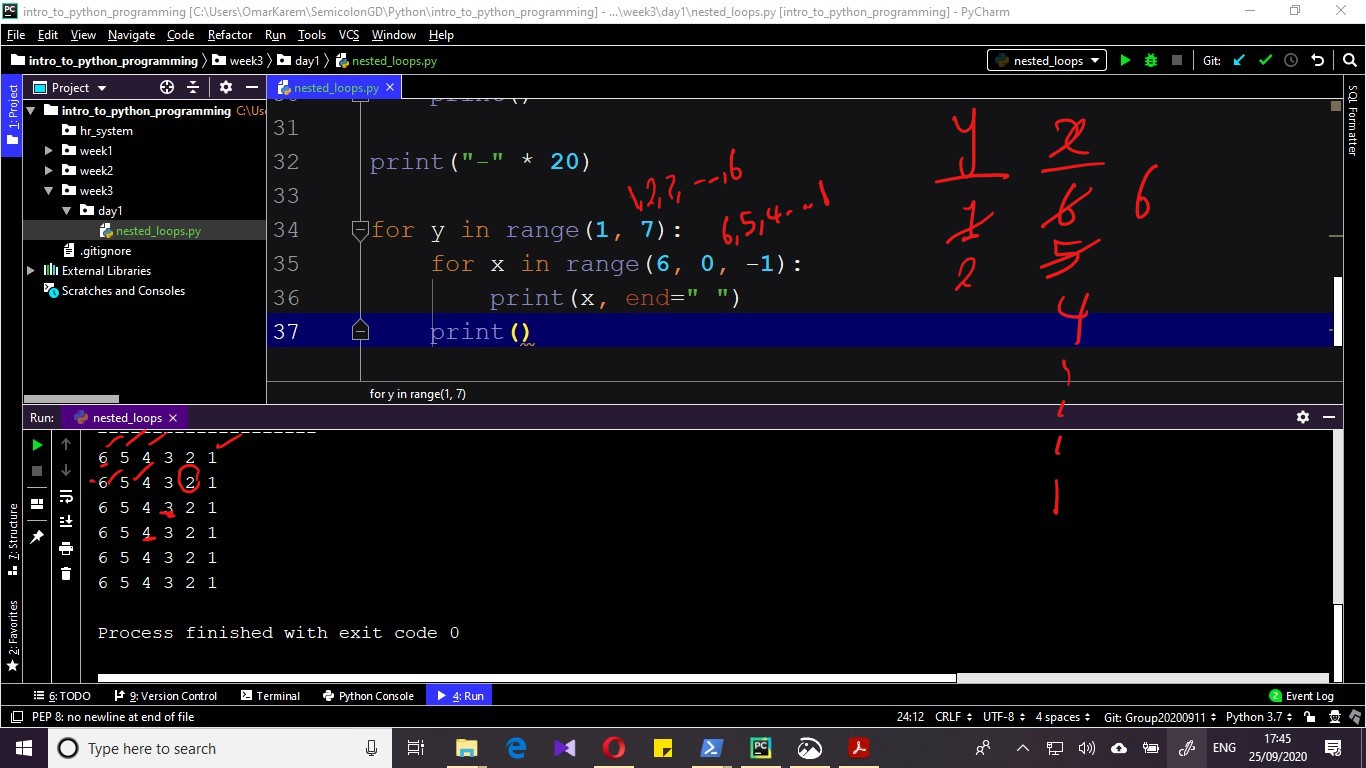 intro_to_python_programming [C:\Users\OmarKarem\SemicolonGD\Python\intro_to_python_programming] - ...\week3\day1\nested_loops.py [intro_to_python_programming] - PyCharm
File Edit View Navigate Code Refactor Run Tools VCS Window Help
intro_to_python_programming week3 day1 nested_loops.py nested_loops Git:
1: Project
Project
nested_loops.py
SQL Formatter
intro_to_python_programming C:\Use
hr_system
week1
week2
week3
day1
nested_loops.py
.gitignore
External Libraries
Scratches and Consoles
31
32 print("-" * 20)
33
1,2,3, ---,6
34 for y in range(1, 7):
6,5,4---1
35 for x in range(6, 0, -1):
36 print(x, end=" ")
37 print()
for y in range(1, 7)
y x
1 6 6
2 5
4
1
Run: nested_loops
--------------------
6 5 4 3 2 1
6 5 4 3 2 1
6 5 4 3 2 1
6 5 4 3 2 1
6 5 4 3 2 1
6 5 4 3 2 1
Process finished with exit code 0
7: Structure
2: Favorites
6: TODO 9: Version Control Terminal Python Console 4: Run 2 Event Log
PEP 8: no newline at end of file 24:12 CRLF UTF-8 4 spaces Git: Group20200911 Python 3.7
Type here to search ENG 17:45
25/09/2020